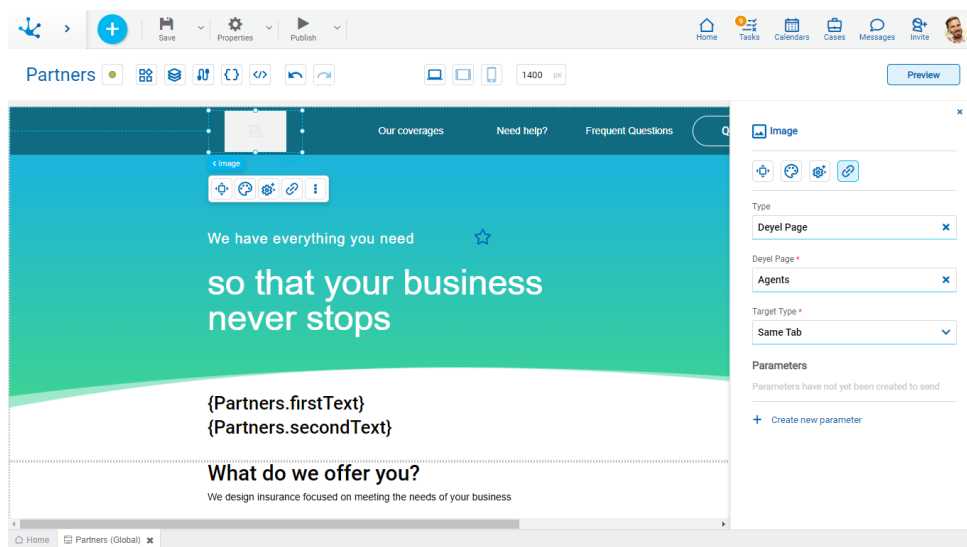 Save
Properties
Publish
Home
9
Tasks
Calendars
Cases
Messages
Invite
Partners
1400 px
Preview
Our coverages
Need help?
Frequent Questions
Q
Image
We have everything you need
so that your business
never stops
{Partners.firstText}
{Partners.secondText}
What do we offer you?
We design insurance focused on meeting the needs of your business
Image
Type
Deyel Page
Deyel Page *
Agents
Target Type *
Same Tab
Parameters
Parameters have not yet been created to send
+ Create new parameter
Home
Partners (Global)